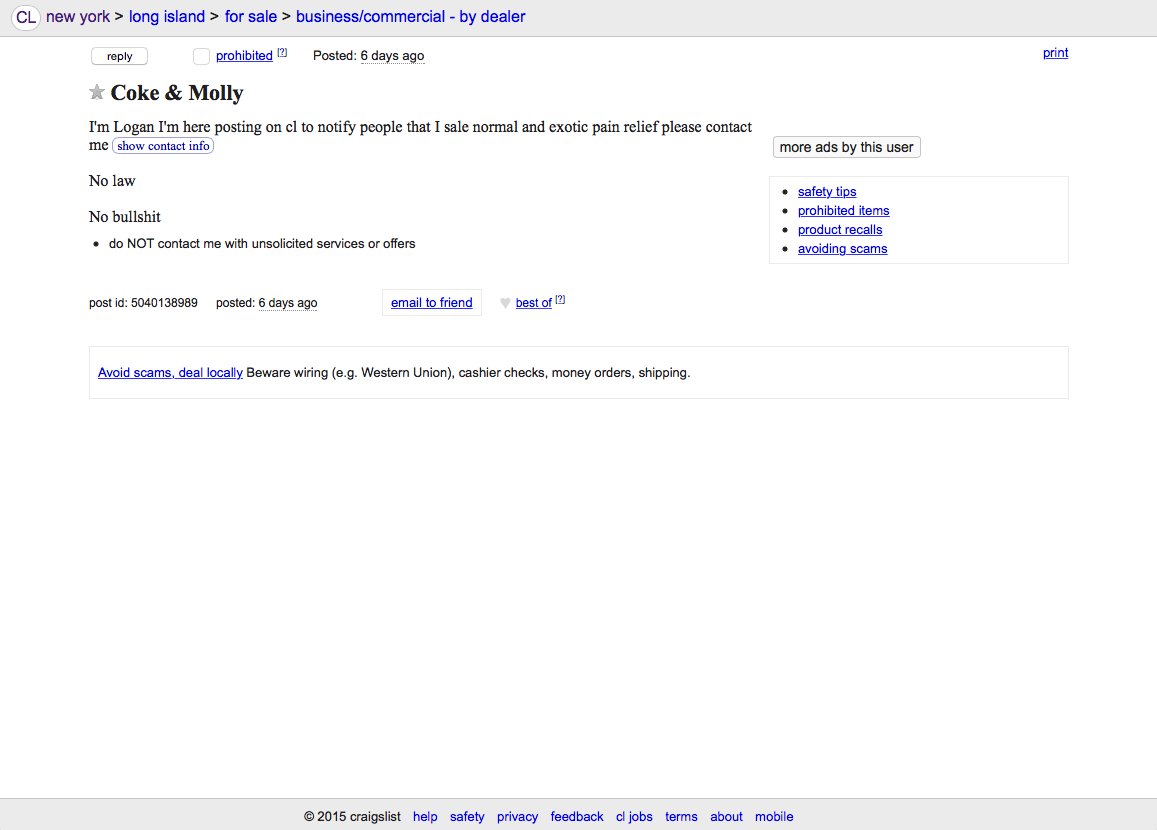 CL new york > long island > for sale > business/commercial - by dealer
reply prohibited [?] Posted: 6 days ago print
Coke & Molly
I'm Logan I'm here posting on cl to notify people that I sale normal and exotic pain relief please contact
me show contact info
more ads by this user
No law
No bullshit
• do NOT contact me with unsolicited services or offers
• safety tips
• prohibited items
• product recalls
• avoiding scams
post id: 5040138989 posted: 6 days ago email to friend best of [?]
Avoid scams, deal locally Beware wiring (e.g. Western Union), cashier checks, money orders, shipping.
© 2015 craigslist help safety privacy feedback cl jobs terms about mobile